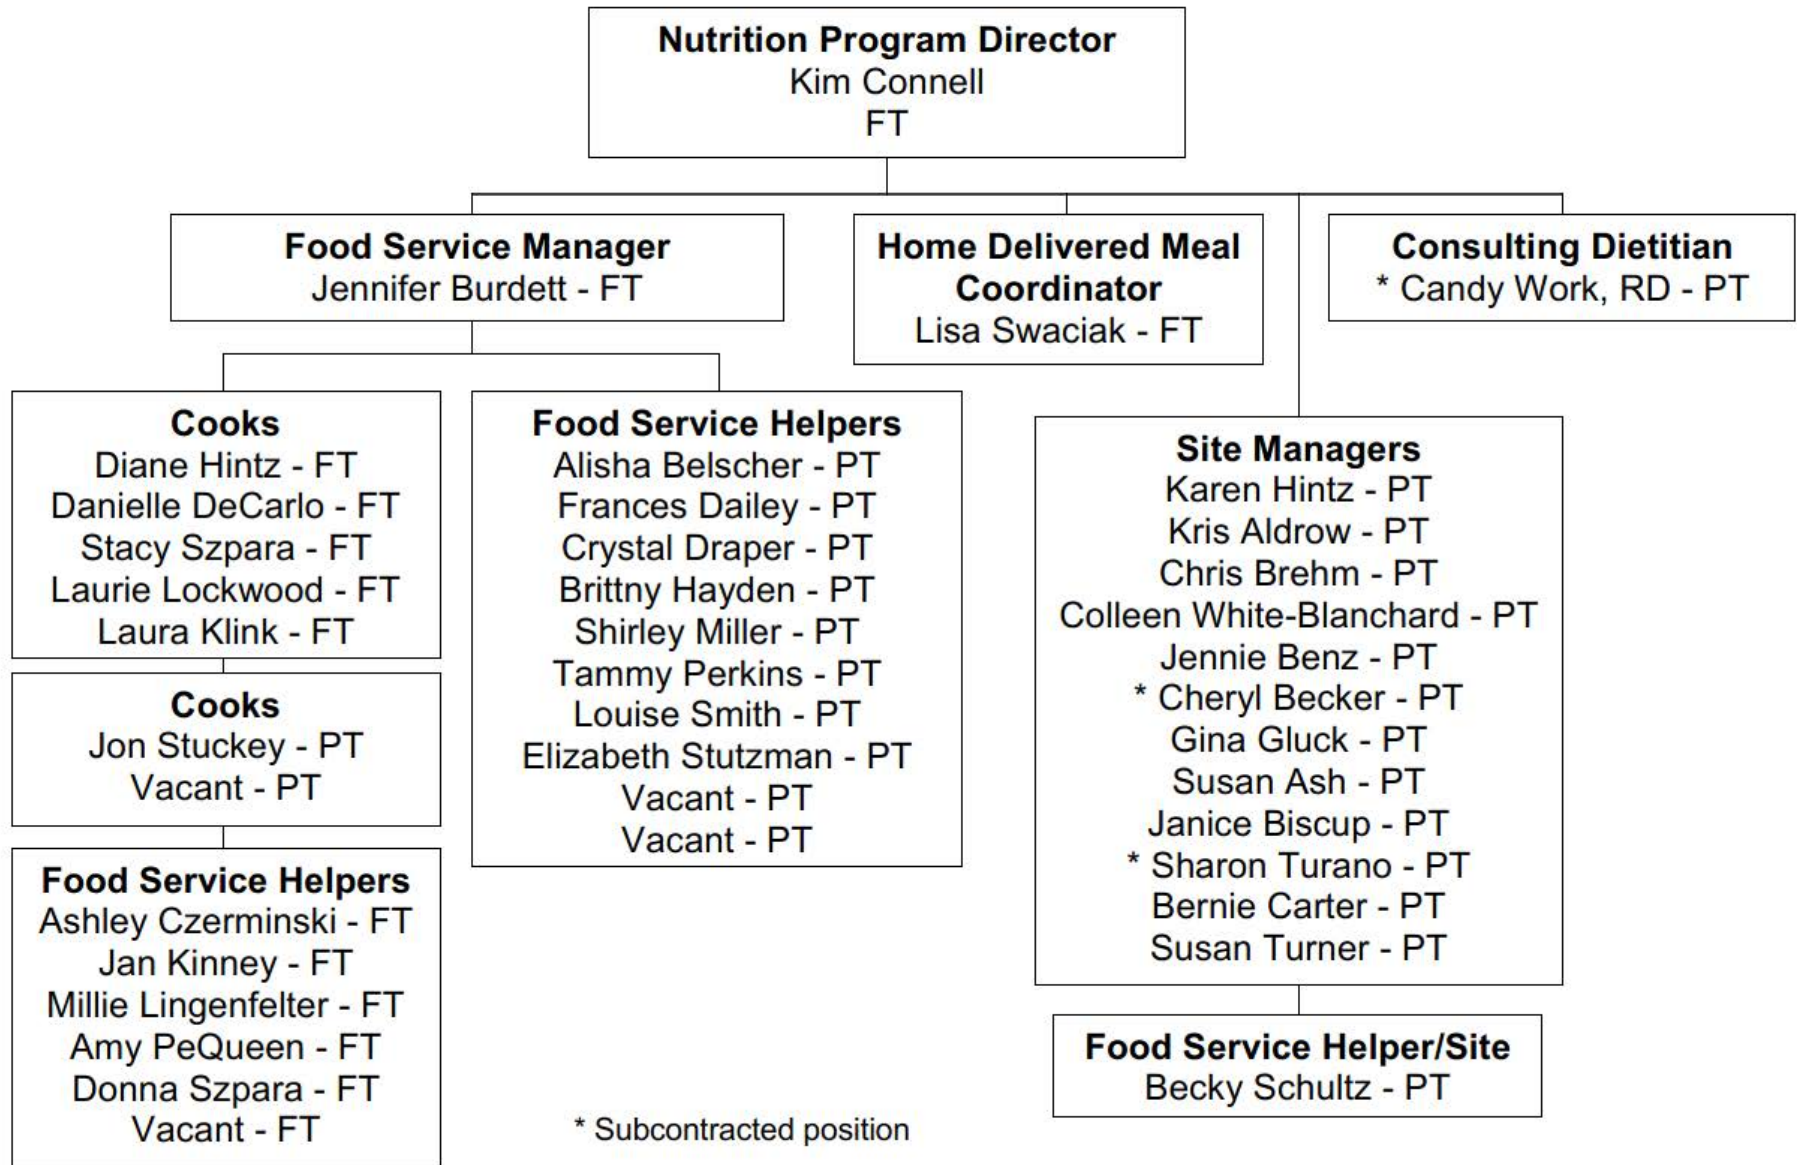 Nutrition Program Director
Kim Connell
FT
Food Service Manager
Jennifer Burdett - FT
Home Delivered Meal
Coordinator
Lisa Swaciak - FT
Consulting Dietitian
* Candy Work, RD - PT
Cooks
Diane Hintz - FT
Danielle DeCarlo - FT
Stacy Szpara - FT
Laurie Lockwood - FT
Laura Klink - FT
Cooks
Jon Stuckey - PT
Vacant - PT
Food Service Helpers
Ashley Czerminski - FT
Jan Kinney - FT
Millie Lingenfelter - FT
Amy PeQueen - FT
Donna Szpara - FT
Vacant - FT
Food Service Helpers
Alisha Belscher - PT
Frances Dailey - PT
Crystal Draper - PT
Brittny Hayden - PT
Shirley Miller - PT
Tammy Perkins - PT
Louise Smith - PT
Elizabeth Stutzman - PT
Vacant - PT
Vacant - PT
Site Managers
Karen Hintz - PT
Kris Aldrow - PT
Chris Brehm - PT
Colleen White-Blanchard - PT
Jennie Benz - PT
* Cheryl Becker - PT
Gina Gluck - PT
Susan Ash - PT
Janice Biscup - PT
* Sharon Turano - PT
Bernie Carter - PT
Susan Turner - PT
Food Service Helper/Site
Becky Schultz - PT
* Subcontracted position